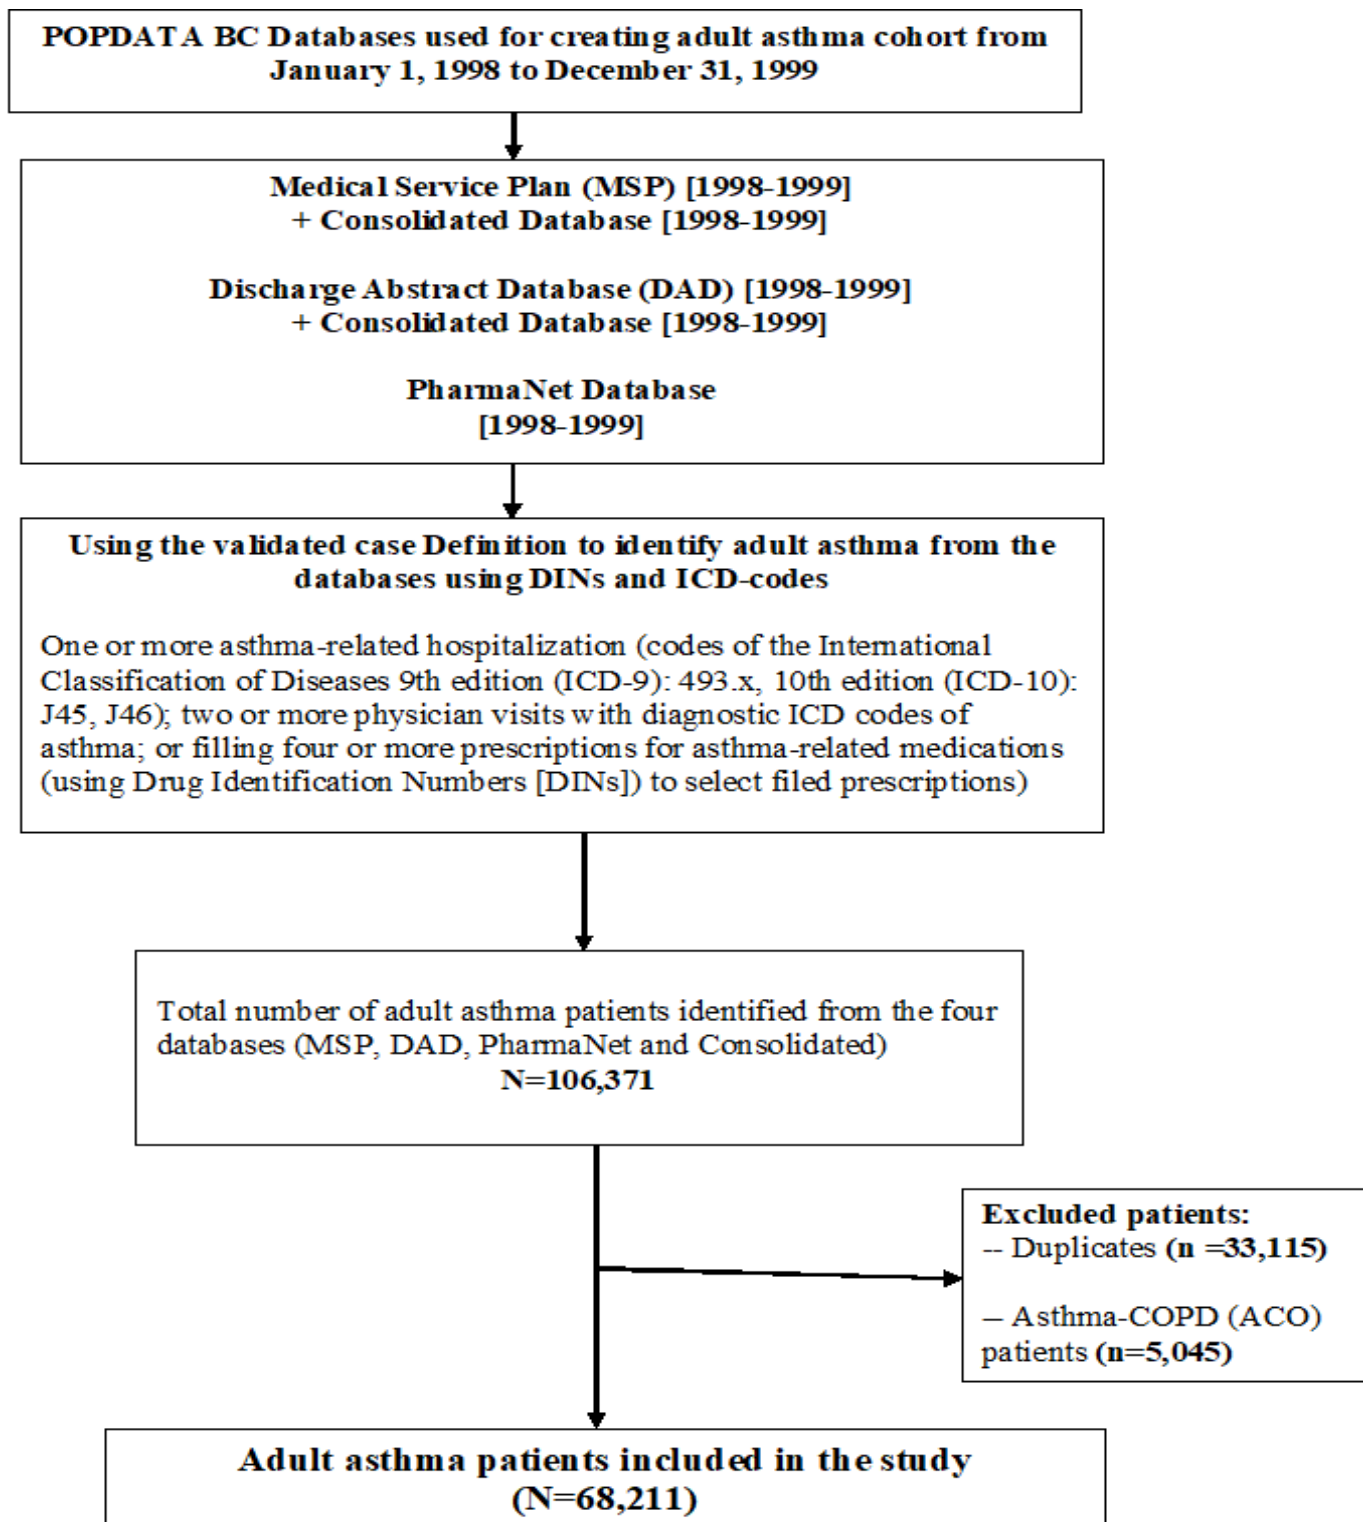 POPDATA BC Databases used for creating adult asthma cohort from
January 1, 1998 to December 31, 1999
Medical Service Plan (MSP) [1998-1999]
+ Consolidated Database [1998-1999]
Discharge Abstract Database (DAD) [1998-1999]
+ Consolidated Database [1998-1999]
PharmaNet Database
[1998-1999]
Using the validated case Definition to identify adult asthma from the
databases using DINs and ICD-codes
One or more asthma-related hospitalization (codes of the International
Classification of Diseases 9th edition (ICD-9): 493.x, 10th edition (ICD-10):
J45, J46); two or more physician visits with diagnostic ICD codes of
asthma; or filling four or more prescriptions for asthma-related medications
(using Drug Identification Numbers [DINs]) to select filed prescriptions)
Total number of adult asthma patients identified from the four
databases (MSP, DAD, PharmaNet and Consolidated)
N=106,371
Excluded patients:
-- Duplicates (n =33,115)
– Asthma-COPD (ACO)
patients (n=5,045)
Adult asthma patients included in the study
(N=68,211)